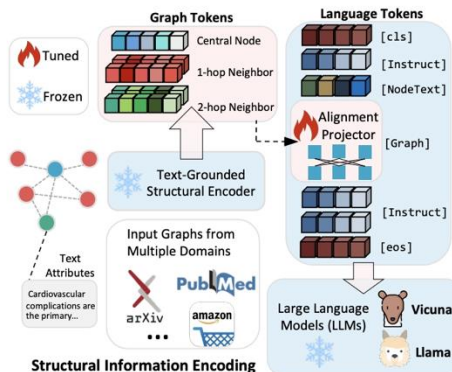 Graph Tokens
Language Tokens
Tuned
Frozen
Central Node
1-hop Neighbor
2-hop Neighbor
[cls]
[Instruct]
[NodeText]
Alignment
Projector
[Graph]
Text-Grounded
Structural Encoder
[Instruct]
[eos]
Text
Attributes
Cardiovascular
complications are
the primary...
Input Graphs from
Multiple Domains
arXiv
PubMed
amazon
...
Large Language
Models (LLMs)
Vicuna
Llama
Structural Information Encoding